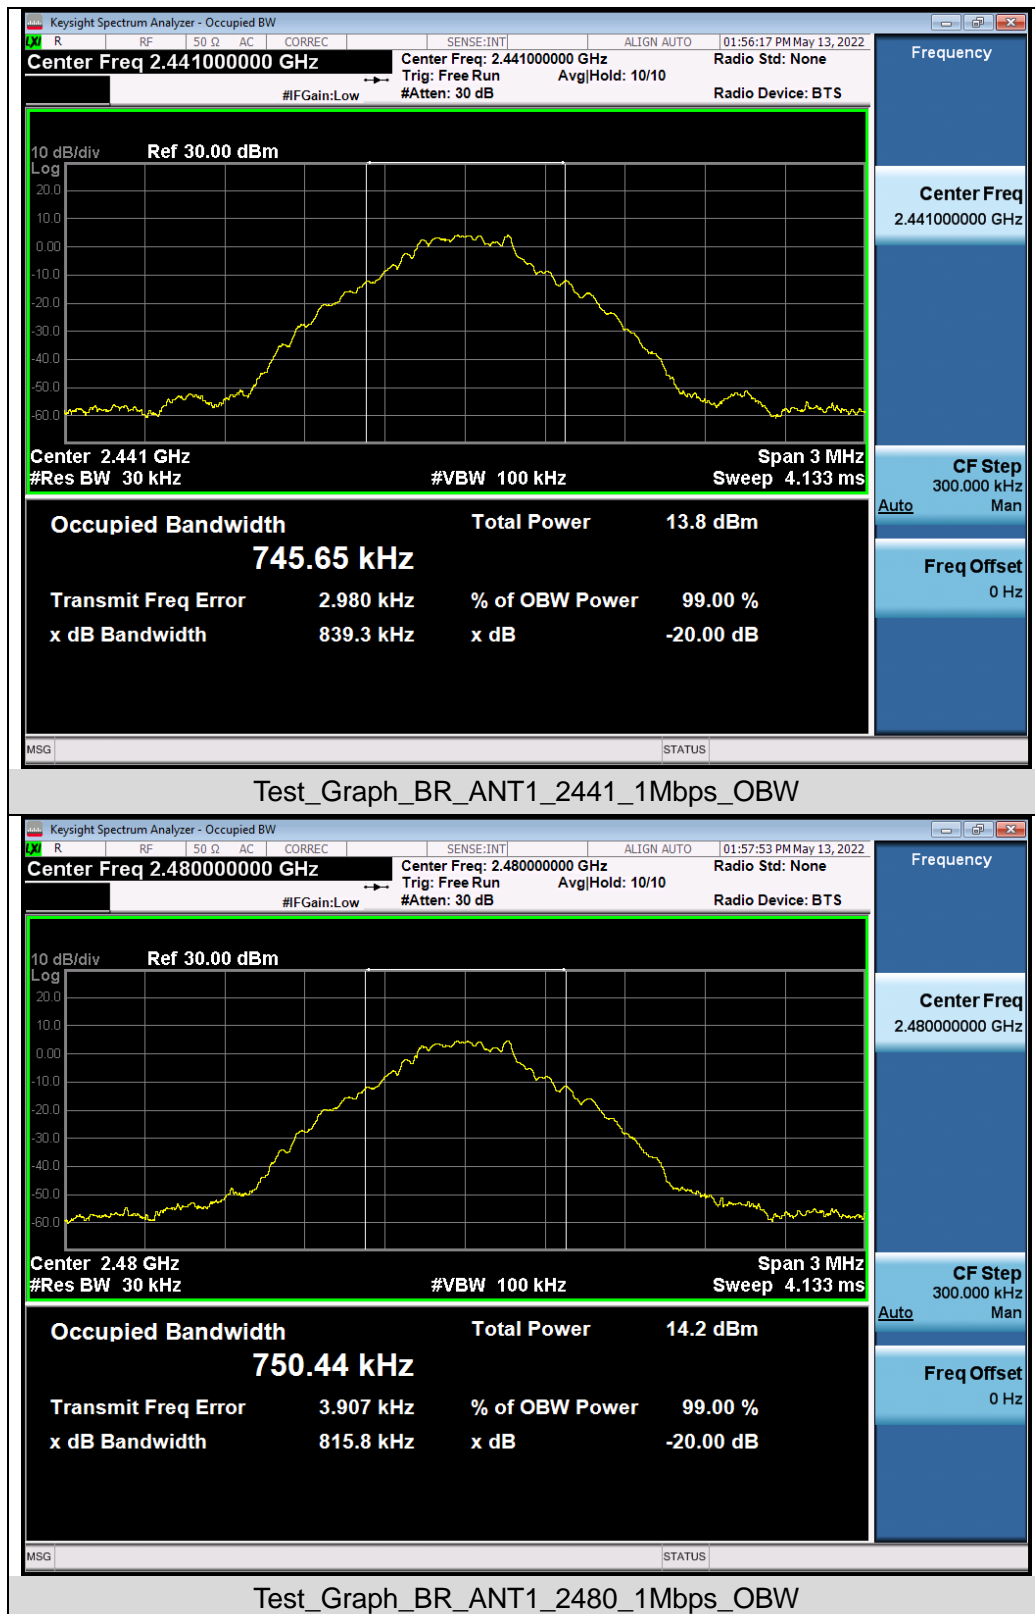 Keysight Spectrum Analyzer - Occupied BW
LXI R RF 50 Ω AC CORREC SENSE:INT ALIGN AUTO 01:56:17 PM May 13, 2022
Center Freq 2.441000000 GHz
Center Freq: 2.441000000 GHz
Radio Std: None
Trig: Free Run Avg|Hold: 10/10
#IFGain:Low
#Atten: 30 dB
Radio Device: BTS
Frequency
10 dB/div Ref 30.00 dBm
Log
20.0
10.0
0.00
-10.0
-20.0
-30.0
-40.0
-50.0
-60.0
Center Freq
2.441000000 GHz
Center 2.441 GHz Span 3 MHz
#Res BW 30 kHz #VBW 100 kHz Sweep 4.133 ms
CF Step
300.000 kHz
Auto Man
Occupied Bandwidth Total Power 13.8 dBm
745.65 kHz
Transmit Freq Error 2.980 kHz % of OBW Power 99.00 %
x dB Bandwidth 839.3 kHz x dB -20.00 dB
Freq Offset
0 Hz
MSG STATUS
Test_Graph_BR_ANT1_2441_1Mbps_OBW
Keysight Spectrum Analyzer - Occupied BW
LXI R RF 50 Ω AC CORREC SENSE:INT ALIGN AUTO 01:57:53 PM May 13, 2022
Center Freq 2.480000000 GHz
Center Freq: 2.480000000 GHz
Radio Std: None
Trig: Free Run Avg|Hold: 10/10
#IFGain:Low
#Atten: 30 dB
Radio Device: BTS
Frequency
10 dB/div Ref 30.00 dBm
Log
20.0
10.0
0.00
-10.0
-20.0
-30.0
-40.0
-50.0
-60.0
Center Freq
2.480000000 GHz
Center 2.48 GHz Span 3 MHz
#Res BW 30 kHz #VBW 100 kHz Sweep 4.133 ms
CF Step
300.000 kHz
Auto Man
Occupied Bandwidth Total Power 14.2 dBm
750.44 kHz
Transmit Freq Error 3.907 kHz % of OBW Power 99.00 %
x dB Bandwidth 815.8 kHz x dB -20.00 dB
Freq Offset
0 Hz
MSG STATUS
Test_Graph_BR_ANT1_2480_1Mbps_OBW